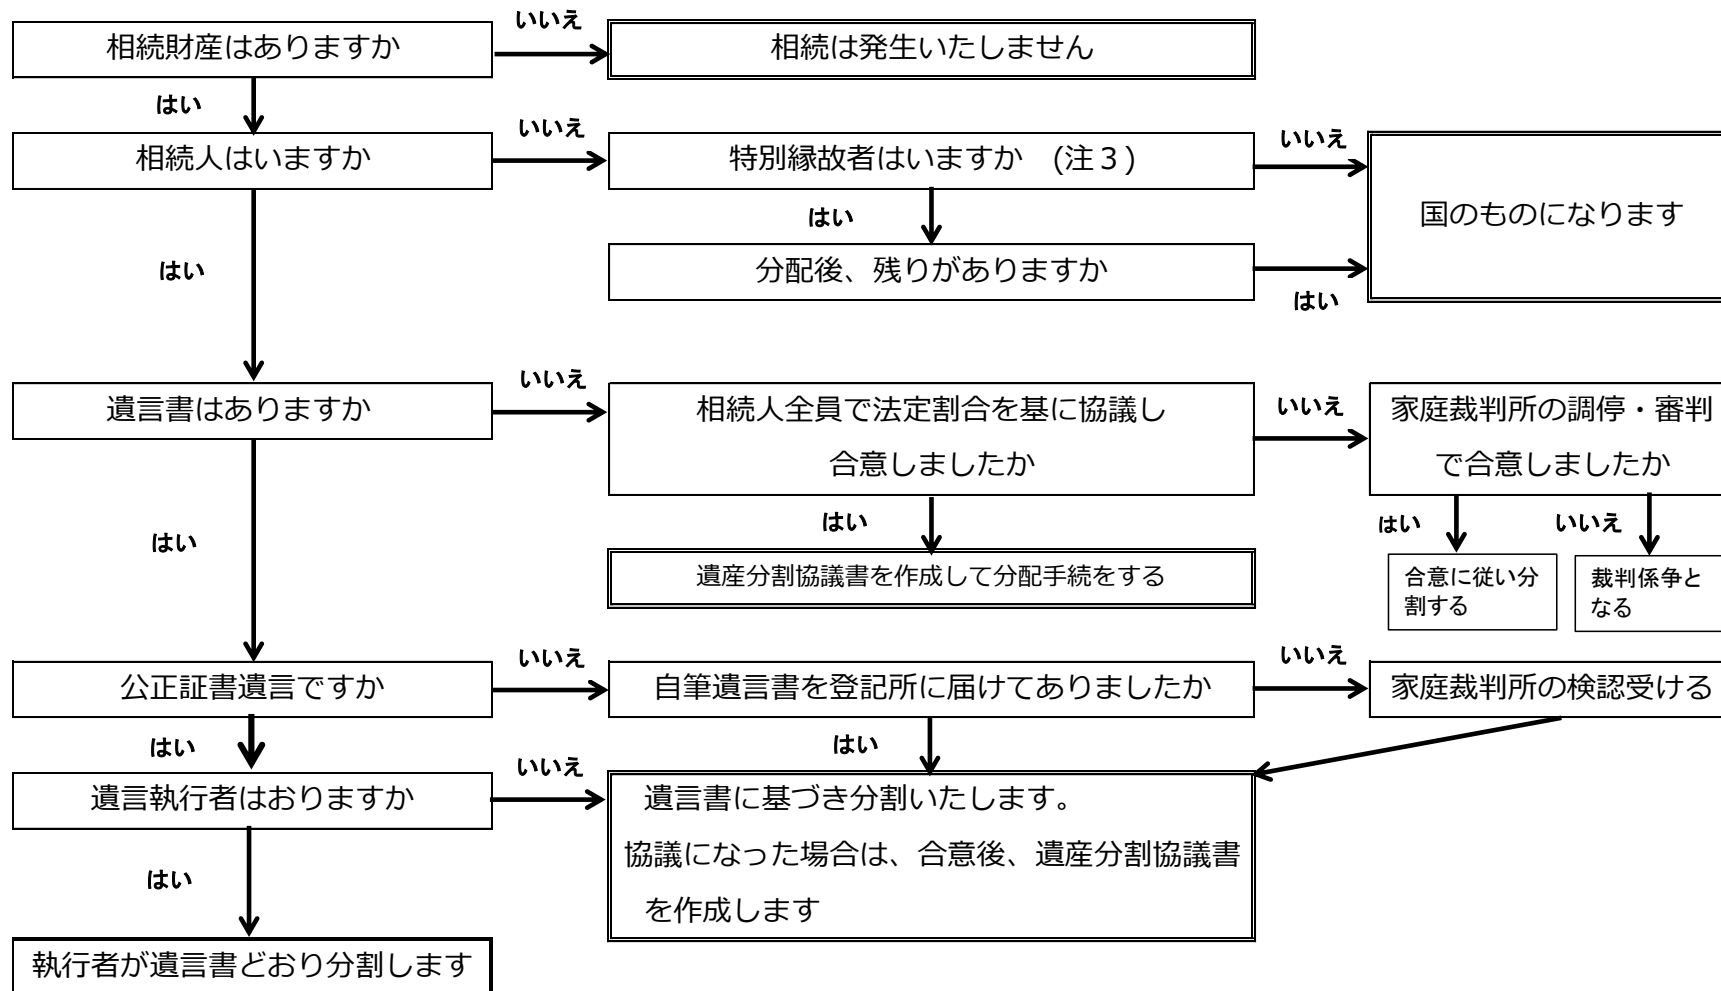 いいえ
相続財産はありますか
相続は発生いたしません
はい
いいえ
いいえ
相続人はいますか
特別縁故者はいますか (注３)
国のものになります
はい
はい
分配後、残りがありますか
はい
いいえ
いいえ
遺言書はありますか
相続人全員で法定割合を基に協議し
合意しましたか
家庭裁判所の調停・審判
で合意しましたか
はい
はい
はい
いいえ
遺産分割協議書を作成して分配手続をする
合意に従い分
割する
裁判係争と
なる
いいえ
いいえ
公正証書遺言ですか
自筆遺言書を登記所に届けてありましたか
家庭裁判所の検認受ける
はい
はい
いいえ
遺言執行者はおりますか
遺言書に基づき分割いたします。
協議になった場合は、合意後、遺産分割協議書
を作成します
はい
執行者が遺言書どおり分割します